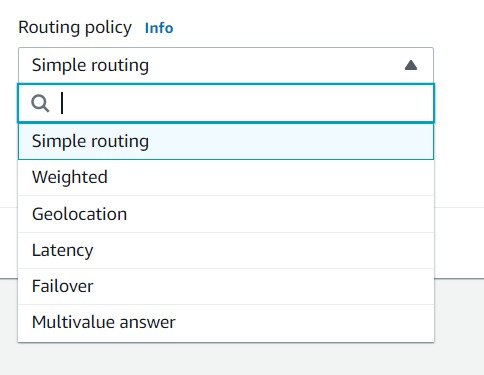 Routing policy Info
Simple routing
Simple routing
Weighted
Geolocation
Latency
Failover
Multivalue answer